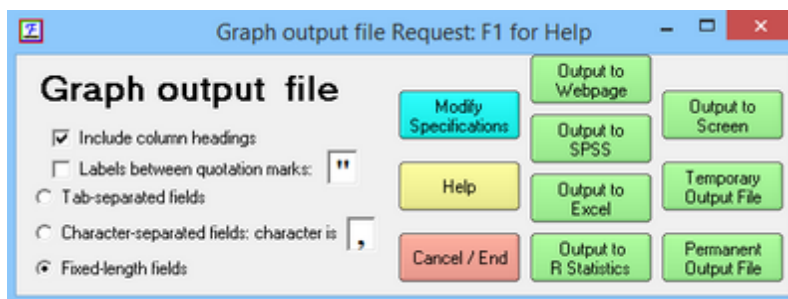 Graph output file Request: F1 for Help
Graph output file
Include column headings
Labels between quotation marks: "
Tab-separated fields
Character-separated fields: character is ,
Fixed-length fields
Modify
Specifications
Help
Cancel / End
Output to
Webpage
Output to
SPSS
Output to
Excel
Output to
R Statistics
Output to
Screen
Temporary
Output File
Permanent
Output File